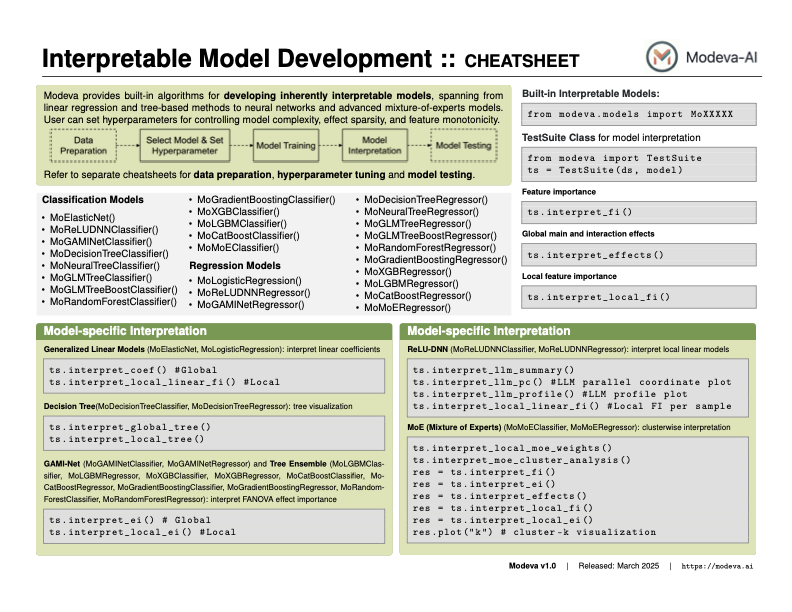 Interpretable Model Development :: CHEATSHEET
Modeva-AI
Modeva provides built-in algorithms for developing inherently interpretable models, spanning from
linear regression and tree-based methods to neural networks and advanced mixture-of-experts models.
User can set hyperparameters for controlling model complexity, effect sparsity, and feature monotonicity.
Data
Preparation
Select Model & Set
Hyperparameter
Model Training
Model
Interpretation
Model Testing
Refer to separate cheatsheets for data preparation, hyperparameter tuning and model testing.
Classification Models
• MoElasticNet()
• MoReLUDNNClassifier()
• MoGAMINetClassifier()
• MoDecisionTreeClassifier()
• MoNeuralTreeClassifier()
• MoGLMTreeClassifier()
• MoGLMTreeBoostClassifier()
• MoRandomForestClassifier()
• MoGradientBoostingClassifier()
• MoXGBClassifier()
• MoLGBMClassifier()
• MoCatBoostClassifier()
• MoMoEClassifier()
Regression Models
• MoLogisticRegression()
• MoReLUDNNRegressor()
• MoGAMINetRegressor()
• MoDecisionTreeRegressor()
• MoNeuralTreeRegressor()
• MoGLMTreeRegressor()
• MoGLMTreeBoostRegressor()
• MoRandomForestRegressor()
• MoGradientBoostingRegressor()
• MoXGBRegressor()
• MoLGBMRegressor()
• MoCatBoostRegressor()
• MoMoERegressor()
Built-in Interpretable Models:
from modeva.models import MoXXXXX
TestSuite Class for model interpretation
from modeva import TestSuite
ts = TestSuite(ds, model)
Feature importance
ts.interpret_fi()
Global main and interaction effects
ts.interpret_effects()
Local feature importance
ts.interpret_local_fi()
Model-specific Interpretation
Generalized Linear Models (MoElasticNet, MoLogisticRegression): interpret linear coefficients
ts.interpret_coef() #Global
ts.interpret_local_linear_fi() #Local
Decision Tree(MoDecisionTreeClassifier, MoDecisionTreeRegressor): tree visualization
ts.interpret_global_tree()
ts.interpret_local_tree()
GAMI-Net (MoGAMINetClassifier, MoGAMINetRegressor) and Tree Ensemble (MoLGBMClas-
sifier, MoLGBMRegressor, MoXGBClassifier, MoXGBRegressor, MoCatBoostClassifier, Mo-
CatBoostRegressor, MoGradientBoostingClassifier, MoGradientBoostingRegressor, MoRandom-
ForestClassifier, MoRandomForestRegressor): interpret FANOVA effect importance
ts.interpret_ei() # Global
ts.interpret_local_ei() #Local
Model-specific Interpretation
ReLU-DNN (MoReLUDNNClassifier, MoReLUDNNRegressor): interpret local linear models
ts.interpret_llm_summary()
ts.interpret_llm_pc() #LLM parallel coordinate plot
ts.interpret_llm_profile() #LLM profile plot
ts.interpret_local_linear_fi() #Local FI per sample
MoE (Mixture of Experts) (MoMoEClassifier, MoMoERegressor): clusterwise interpretation
ts.interpret_local_moe_weights()
ts.interpret_moe_cluster_analysis()
res = ts.interpret_fi()
res = ts.interpret_ei()
res = ts.interpret_effects()
res = ts.interpret_local_fi()
res = ts.interpret_local_ei()
res.plot("k") # cluster-k visualization
Modeva v1.0 | Released: March 2025 | https://modeva.ai